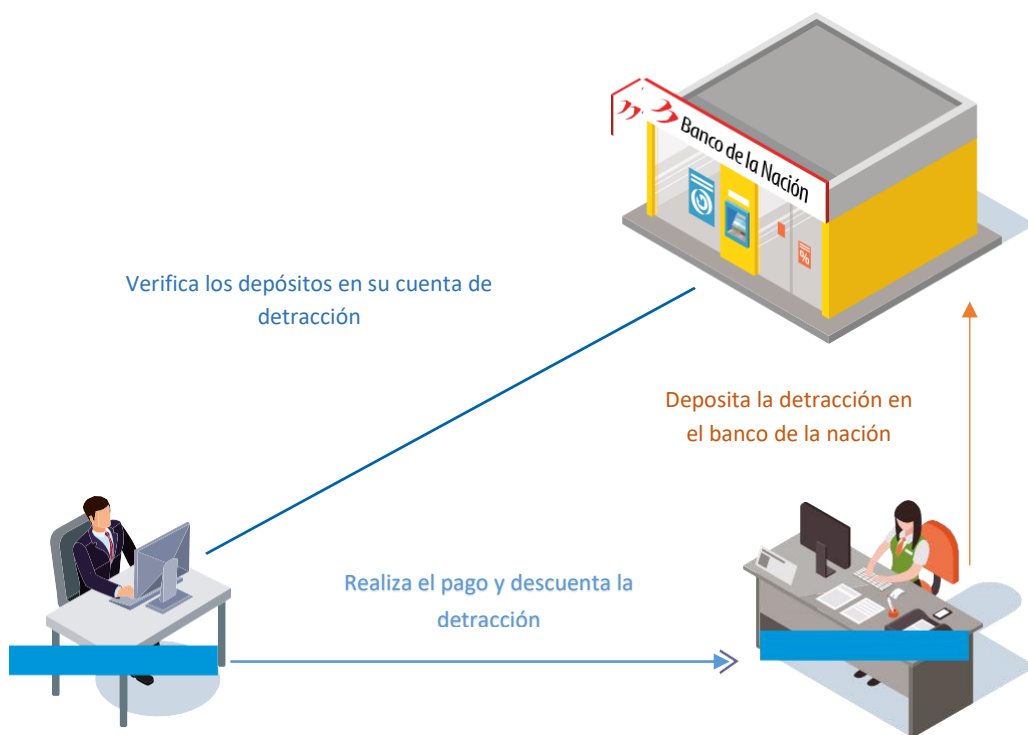 Banco de la Nación
%
Verifica los depósitos en su cuenta de
detracción
Deposita la detracción en
el banco de la nación
Realiza el pago y descuenta la
detracción